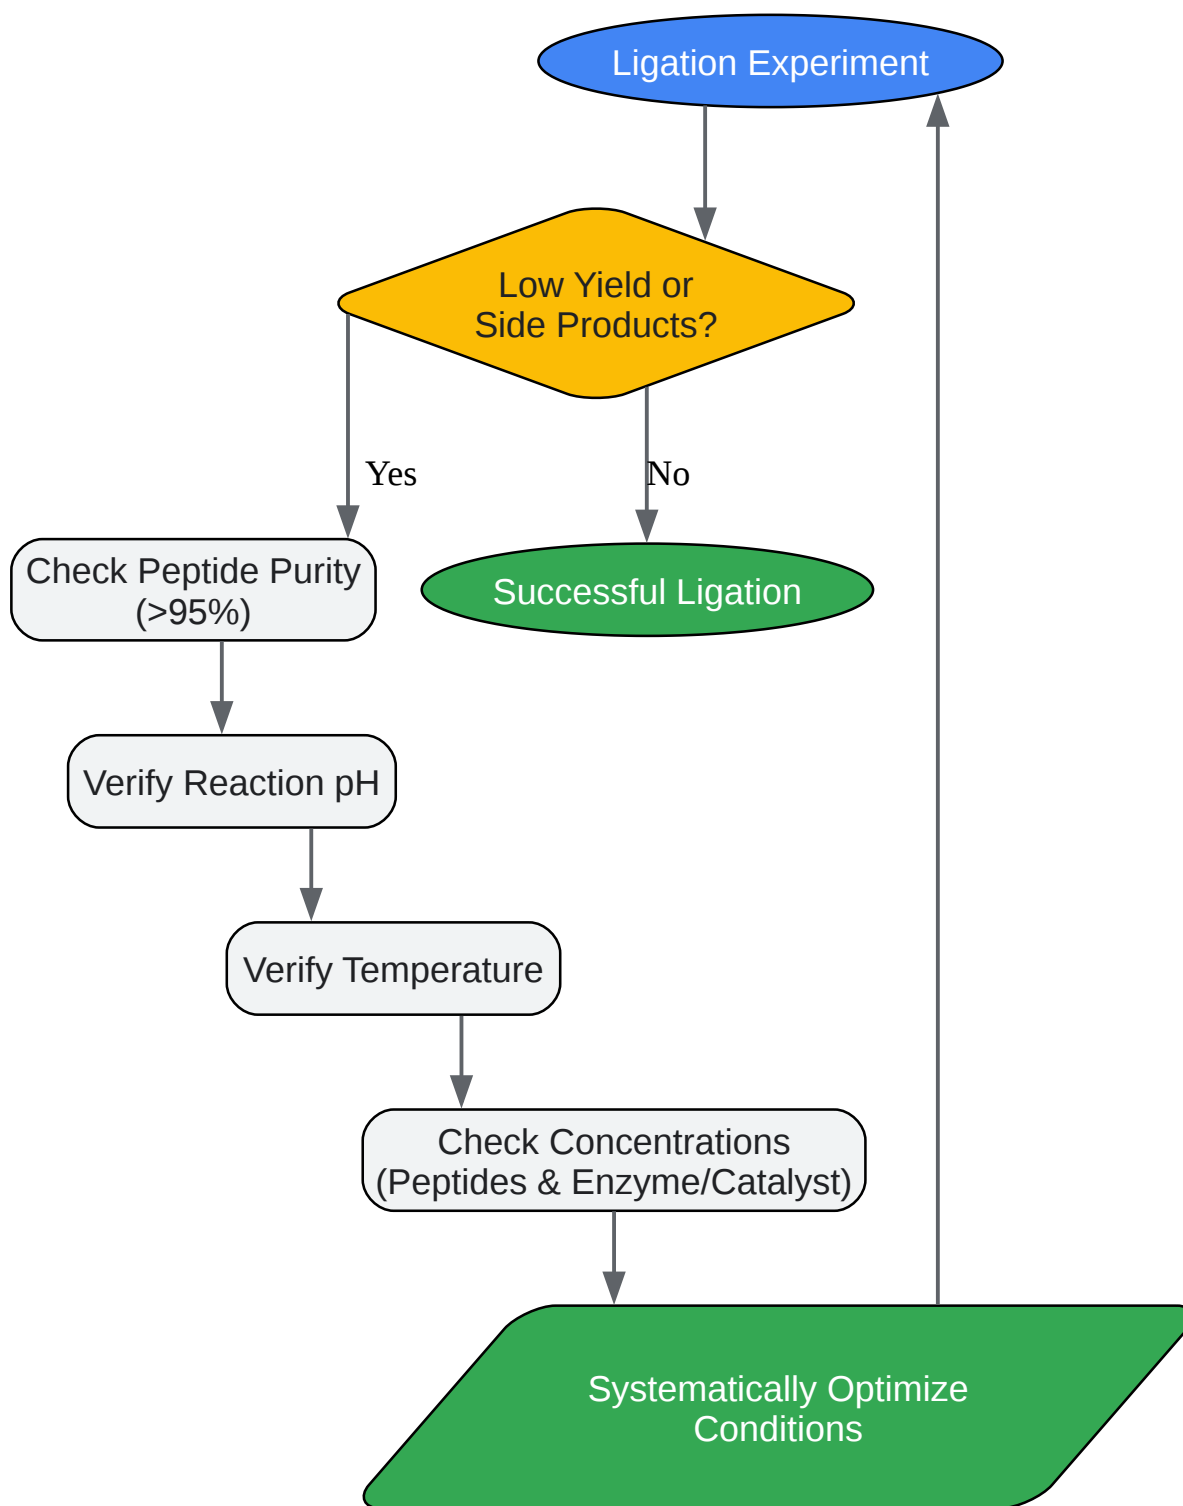 Ligation Experiment
Low Yield or
Side Products?
Yes
No
Check Peptide Purity
(>95%)
Successful Ligation
Verify Reaction pH
Verify Temperature
Check Concentrations
(Peptides & Enzyme/Catalyst)
Systematically Optimize
Conditions